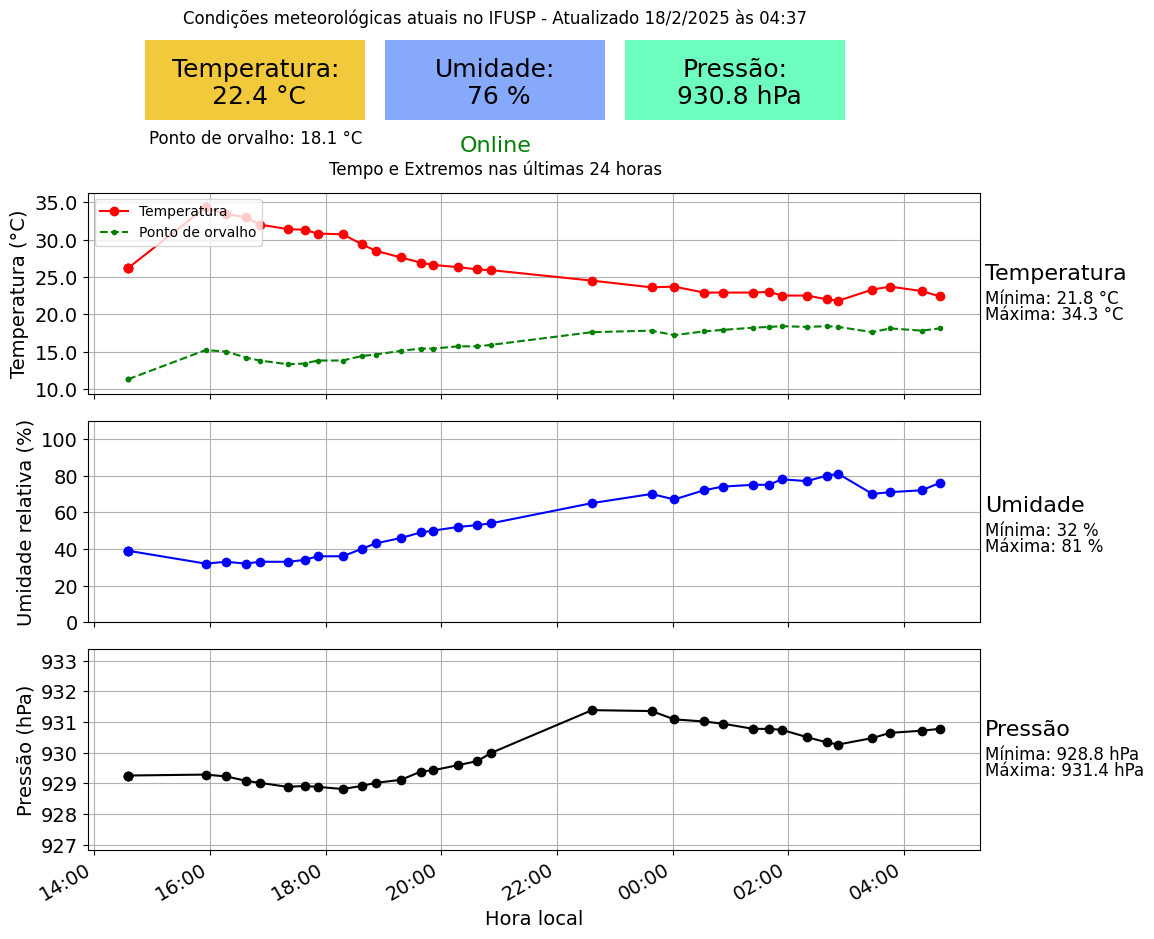 Condições meteorológicas atuais no IFUSP - Atualizado 18/2/2025 às 04:37
Temperatura:
22.4 °C
Umidade:
76 %
Pressão:
930.8 hPa
Ponto de orvalho: 18.1 °C
Online
Tempo e Extremos nas últimas 24 horas
Temperatura (°C)
35.0
30.0
25.0
20.0
15.0
10.0
Temperatura
Ponto de orvalho
Temperatura
Mínima: 21.8 °C
Máxima: 34.3 °C
Umidade relativa (%)
100
80
60
40
20
0
Umidade
Mínima: 32 %
Máxima: 81 %
Pressão (hPa)
933
932
931
930
929
928
927
Pressão
Mínima: 928.8 hPa
Máxima: 931.4 hPa
14:00
16:00
18:00
20:00
22:00
00:00
02:00
04:00
Hora local